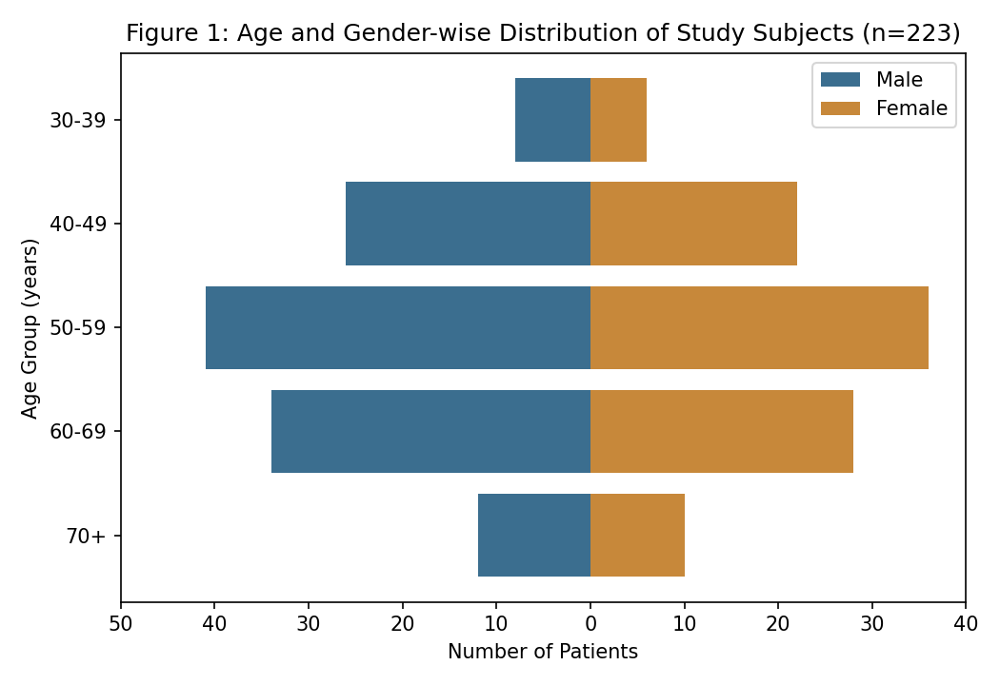 Figure 1: Age and Gender-wise Distribution of Study Subjects (n=223)
Male
Female
Age Group (years)
30-39
40-49
50-59
60-69
70+
50 40 30 20 10 0 10 20 30 40
Number of Patients